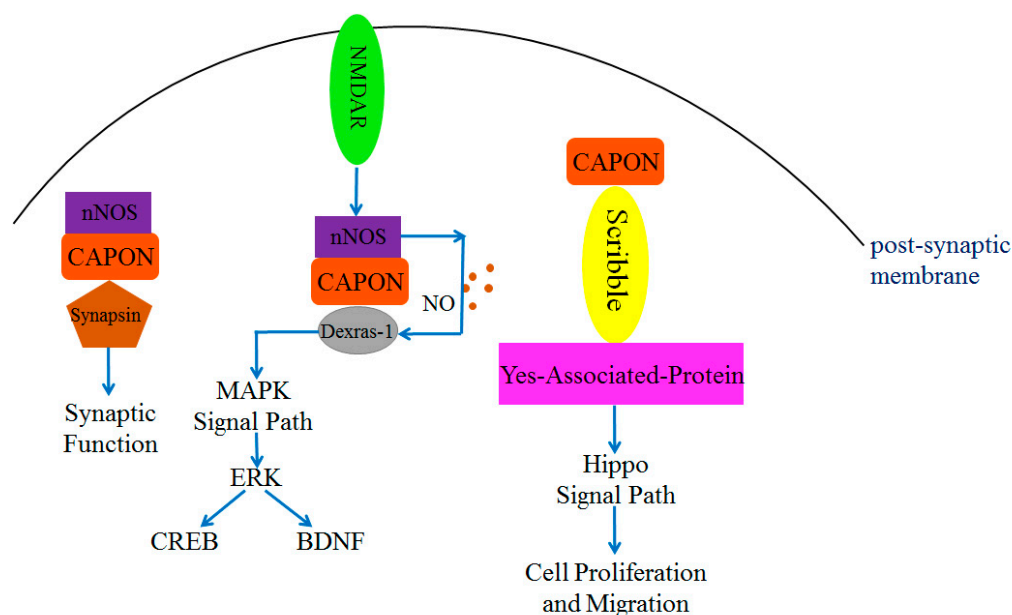 NMDAR
CAPON
Scribble
Yes-Associated-Protein
Hippo
Signal Path
Cell Proliferation
and Migration
post-synaptic
membrane
nNOS
CAPON
Synapsin
Synaptic
Function
nNOS
CAPON
NO
Dexras-1
MAPK
Signal Path
ERK
CREB
BDNF